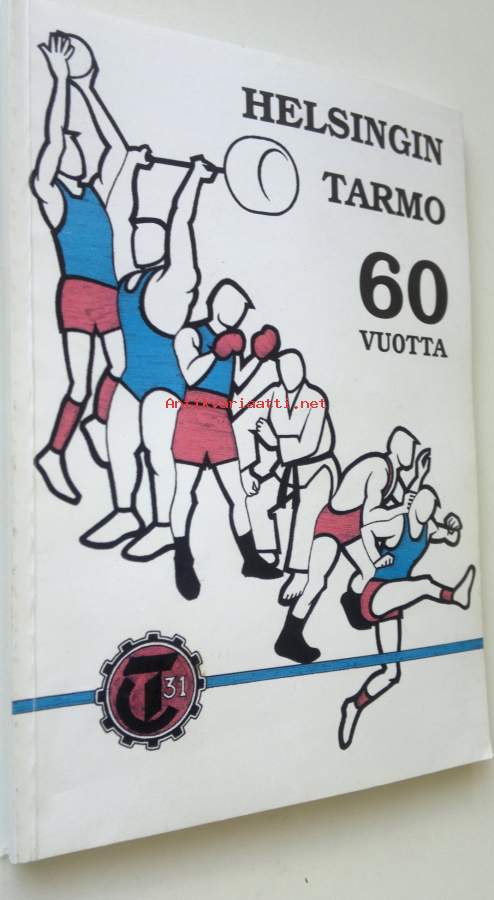 HELSINGIN
TARMO
60
VUOTTA
Antikvariaatti.net
T 31